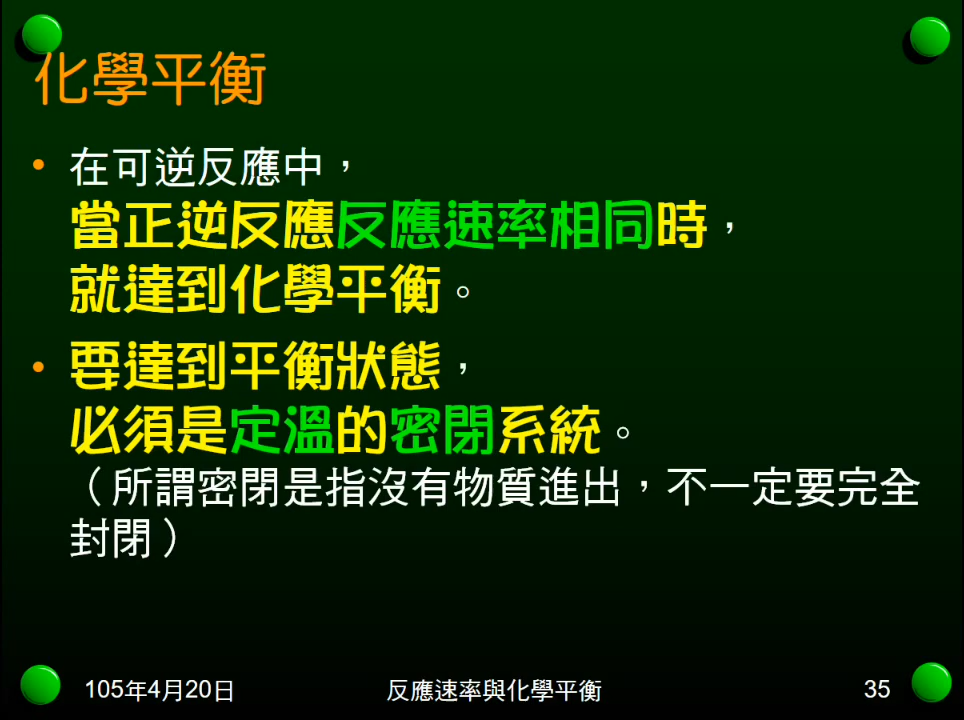 化學平衡
• 在可逆反應中，
當正逆反應反應速率相同時，
就達到化學平衡。
• 要達到平衡狀態，
必須是定溫的密閉系統。
（所謂密閉是指沒有物質進出，不一定要完全
封閉）
105年4月20日
反應速率與化學平衡
35